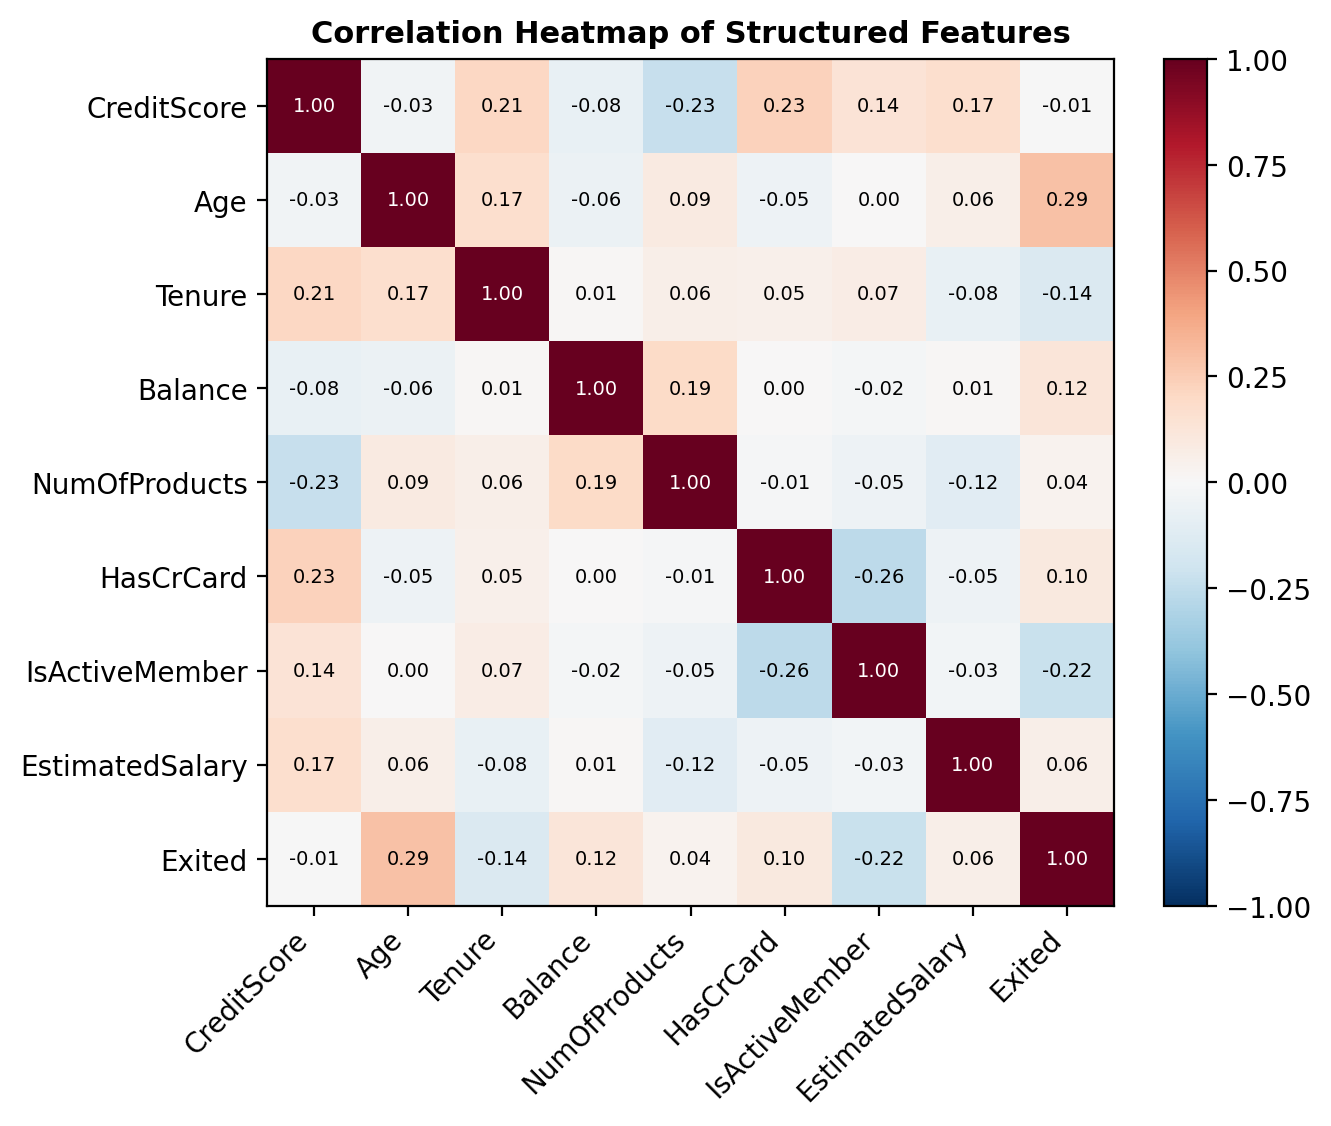 Correlation Heatmap of Structured Features
CreditScore 1.00 -0.03 0.21 -0.08 -0.23 0.23 0.14 0.17 -0.01
Age -0.03 1.00 0.17 -0.06 0.09 -0.05 0.00 0.06 0.29
Tenure 0.21 0.17 1.00 0.01 0.06 0.05 0.07 -0.08 -0.14
Balance -0.08 -0.06 0.01 1.00 0.19 0.00 -0.02 0.01 0.12
NumOfProducts -0.23 0.09 0.06 0.19 1.00 -0.01 -0.05 -0.12 0.04
HasCrCard 0.23 -0.05 0.05 0.00 -0.01 1.00 -0.26 -0.05 0.10
IsActiveMember 0.14 0.00 0.07 -0.02 -0.05 -0.26 1.00 -0.03 -0.22
EstimatedSalary 0.17 0.06 -0.08 0.01 -0.12 -0.05 -0.03 1.00 0.06
Exited -0.01 0.29 -0.14 0.12 0.04 0.10 -0.22 0.06 1.00
CreditScore
Age
Tenure
Balance
NumOfProducts
HasCrCard
IsActiveMember
EstimatedSalary
Exited
1.00
0.75
0.50
0.25
0.00
−0.25
−0.50
−0.75
−1.00